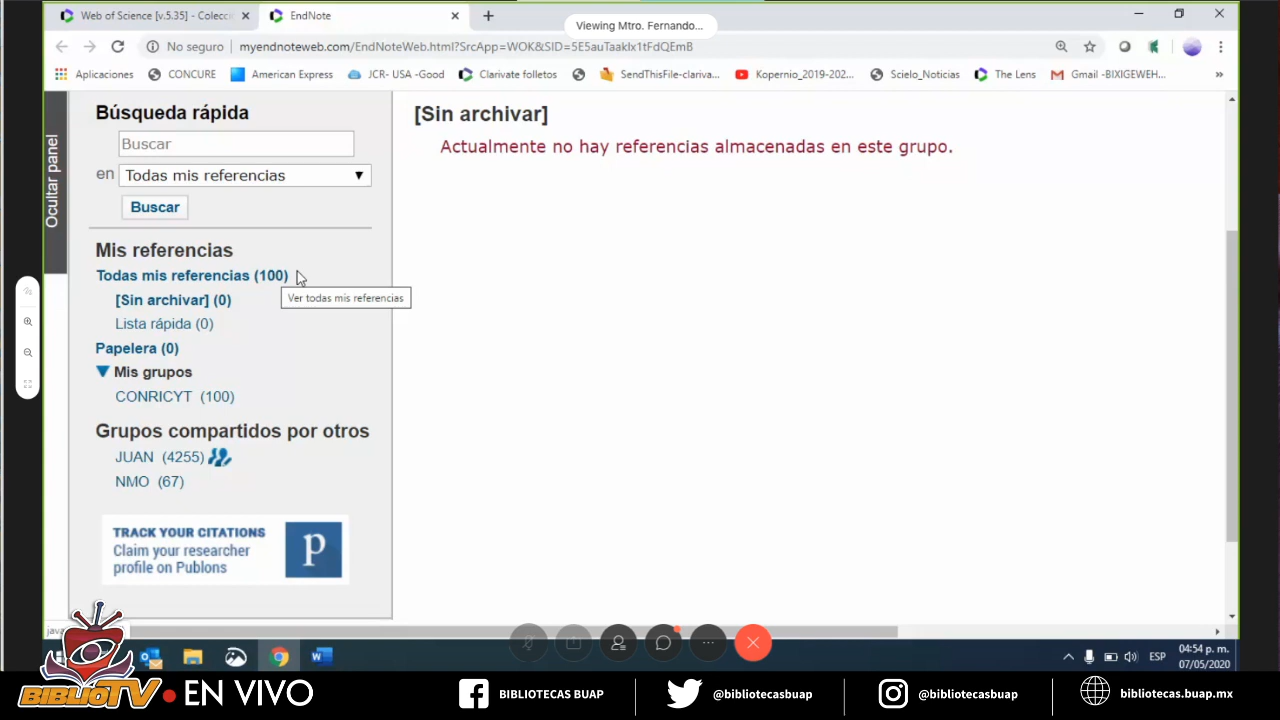 Web of Science [v.5.35] - Colecci
EndNote
Viewing Mtro. Fernando...
No seguro
myendnoteweb.com/EndNoteWeb.html?SrcApp=WOK&SID=5E5auTaaklx1tFdQEmB
Aplicaciones
CONCURE
American Express
JCR- USA -Good
Clarivate folletos
SendThisFile-clariva...
Kopernio_2019-202...
Scielo_Noticias
The Lens
Gmail -BIXIGEWEH...
»
Ocultar panel
Búsqueda rápida
Buscar
en Todas mis referencias
Buscar
Mis referencias
Todas mis referencias (100)
Ver todas mis referencias
[Sin archivar] (0)
Lista rápida (0)
Papelera (0)
Mis grupos
CONRICYT (100)
Grupos compartidos por otros
JUAN (4255)
NMO (67)
TRACK YOUR CITATIONS
Claim your researcher
profile on Publons
p
[Sin archivar]
Actualmente no hay referencias almacenadas en este grupo.
java
ESP
04:54 p. m.
07/05/2020
BIBLIOTV
EN VIVO
BIBLIOTECAS BUAP
@bibliotecasbuap
@bibliotecasbuap
bibliotecas.buap.mx